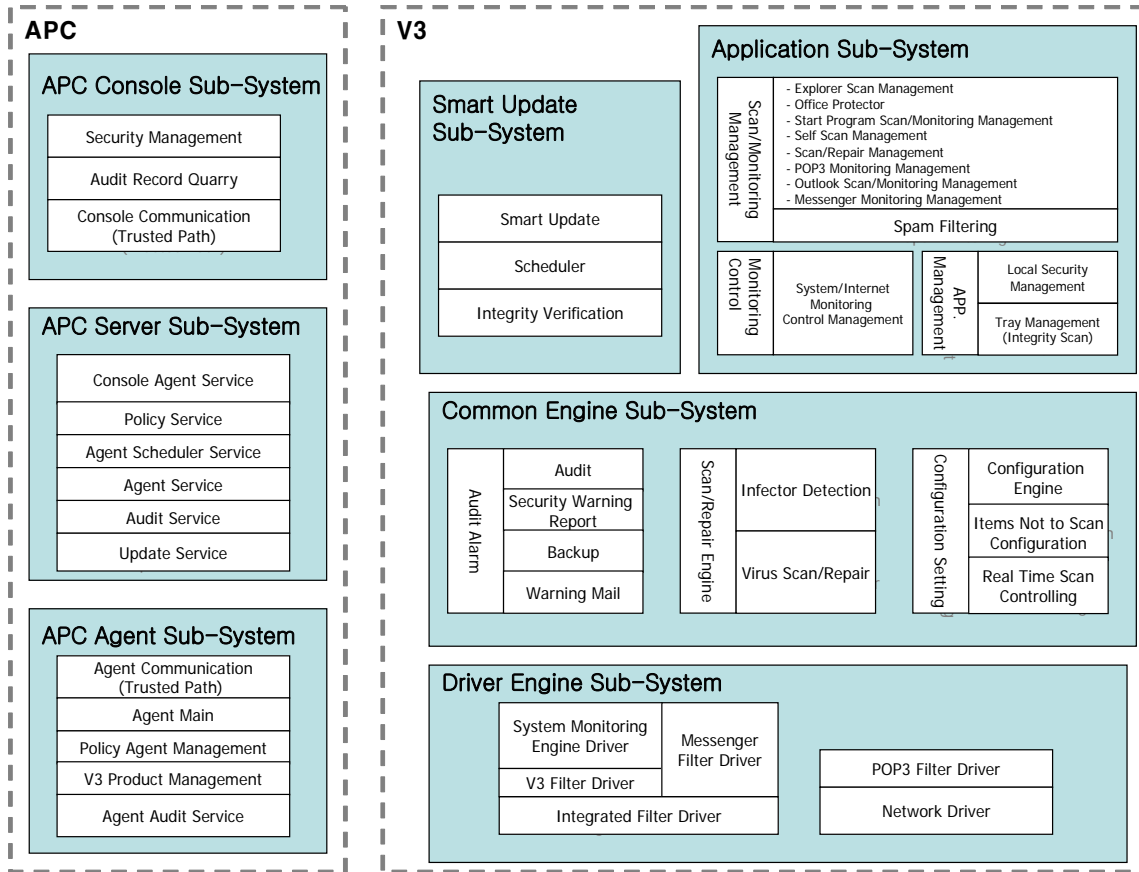 APC
APC Console Sub-System
Security Management
Audit Record Quarry
Console Communication
(Trusted Path)
APC Server Sub-System
Console Agent Service
Policy Service
Agent Scheduler Service
Agent Service
Audit Service
Update Service
APC Agent Sub-System
Agent Communication
(Trusted Path)
Agent Main
Policy Agent Management
V3 Product Management
Agent Audit Service
V3
Smart Update
Sub-System
Smart Update
Scheduler
Integrity Verification
Application Sub-System
Scan/Monitoring
Management
- Explorer Scan Management
- Office Protector
- Start Program Scan/Monitoring Management
- Self Scan Management
- Scan/Repair Management
- POP3 Monitoring Management
- Outlook Scan/Monitoring Management
- Messenger Monitoring Management
Spam Filtering
Monitoring
Control
System/Internet
Monitoring
Control Management
APP.
Management
Local Security
Management
Tray Management
(Integrity Scan)
Common Engine Sub-System
Audit Alarm
Audit
Security Warning
Report
Backup
Warning Mail
Scan/Repair Engine
Infector Detection
Virus Scan/Repair
Configuration Setting
Configuration
Engine
Items Not to Scan
Configuration
Real Time Scan
Controlling
Driver Engine Sub-System
System Monitoring
Engine Driver
V3 Filter Driver
Messenger
Filter Driver
Integrated Filter Driver
POP3 Filter Driver
Network Driver